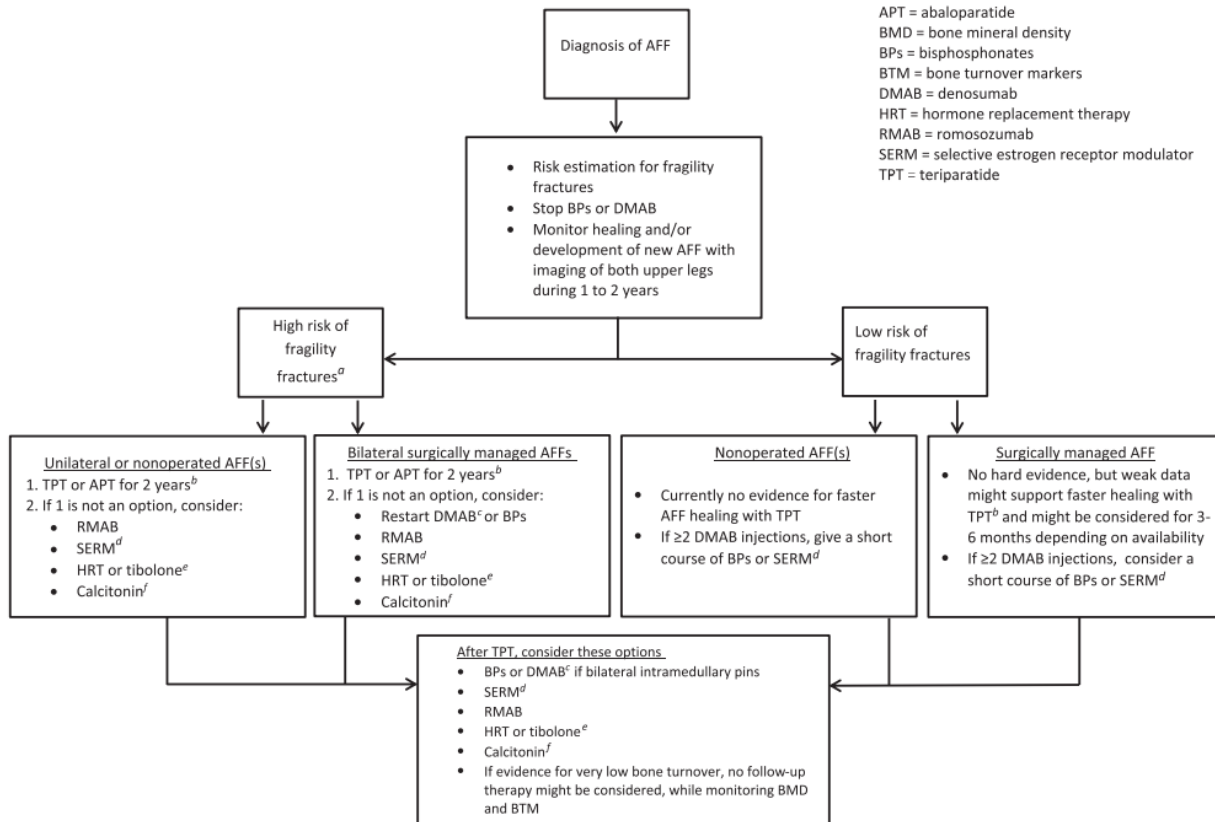 Diagnosis of AFF
APT = abaloparatide
BMD = bone mineral density
BPs = bisphosphonates
BTM = bone turnover markers
DMAB = denosumab
HRT = hormone replacement therapy
RMAB = romosozumab
SERM = selective estrogen receptor modulator
TPT = teriparatide
• Risk estimation for fragility
fractures
• Stop BPs or DMAB
• Monitor healing and/or
development of new AFF with
imaging of both upper legs
during 1 to 2 years
High risk of
fragility
fractures^a
Low risk of
fragility fractures
Unilateral or nonoperated AFF(s)
1. TPT or APT for 2 years^b
2. If 1 is not an option, consider:
• RMAB
• SERM^d
• HRT or tibolone^e
• Calcitonin^f
Bilateral surgically managed AFFs
1. TPT or APT for 2 years^b
2. If 1 is not an option, consider:
• Restart DMAB^c or BPs
• RMAB
• SERM^d
• HRT or tibolone^e
• Calcitonin^f
Nonoperated AFF(s)
• Currently no evidence for faster
AFF healing with TPT
• If ≥2 DMAB injections, give a short
course of BPs or SERM^d
Surgically managed AFF
• No hard evidence, but weak data
might support faster healing with
TPT^b and might be considered for 3-
6 months depending on availability
• If ≥2 DMAB injections, consider a
short course of BPs or SERM^d
After TPT, consider these options
• BPs or DMAB^c if bilateral intramedullary pins
• SERM^d
• RMAB
• HRT or tibolone^e
• Calcitonin^f
• If evidence for very low bone turnover, no follow-up
therapy might be considered, while monitoring BMD
and BTM